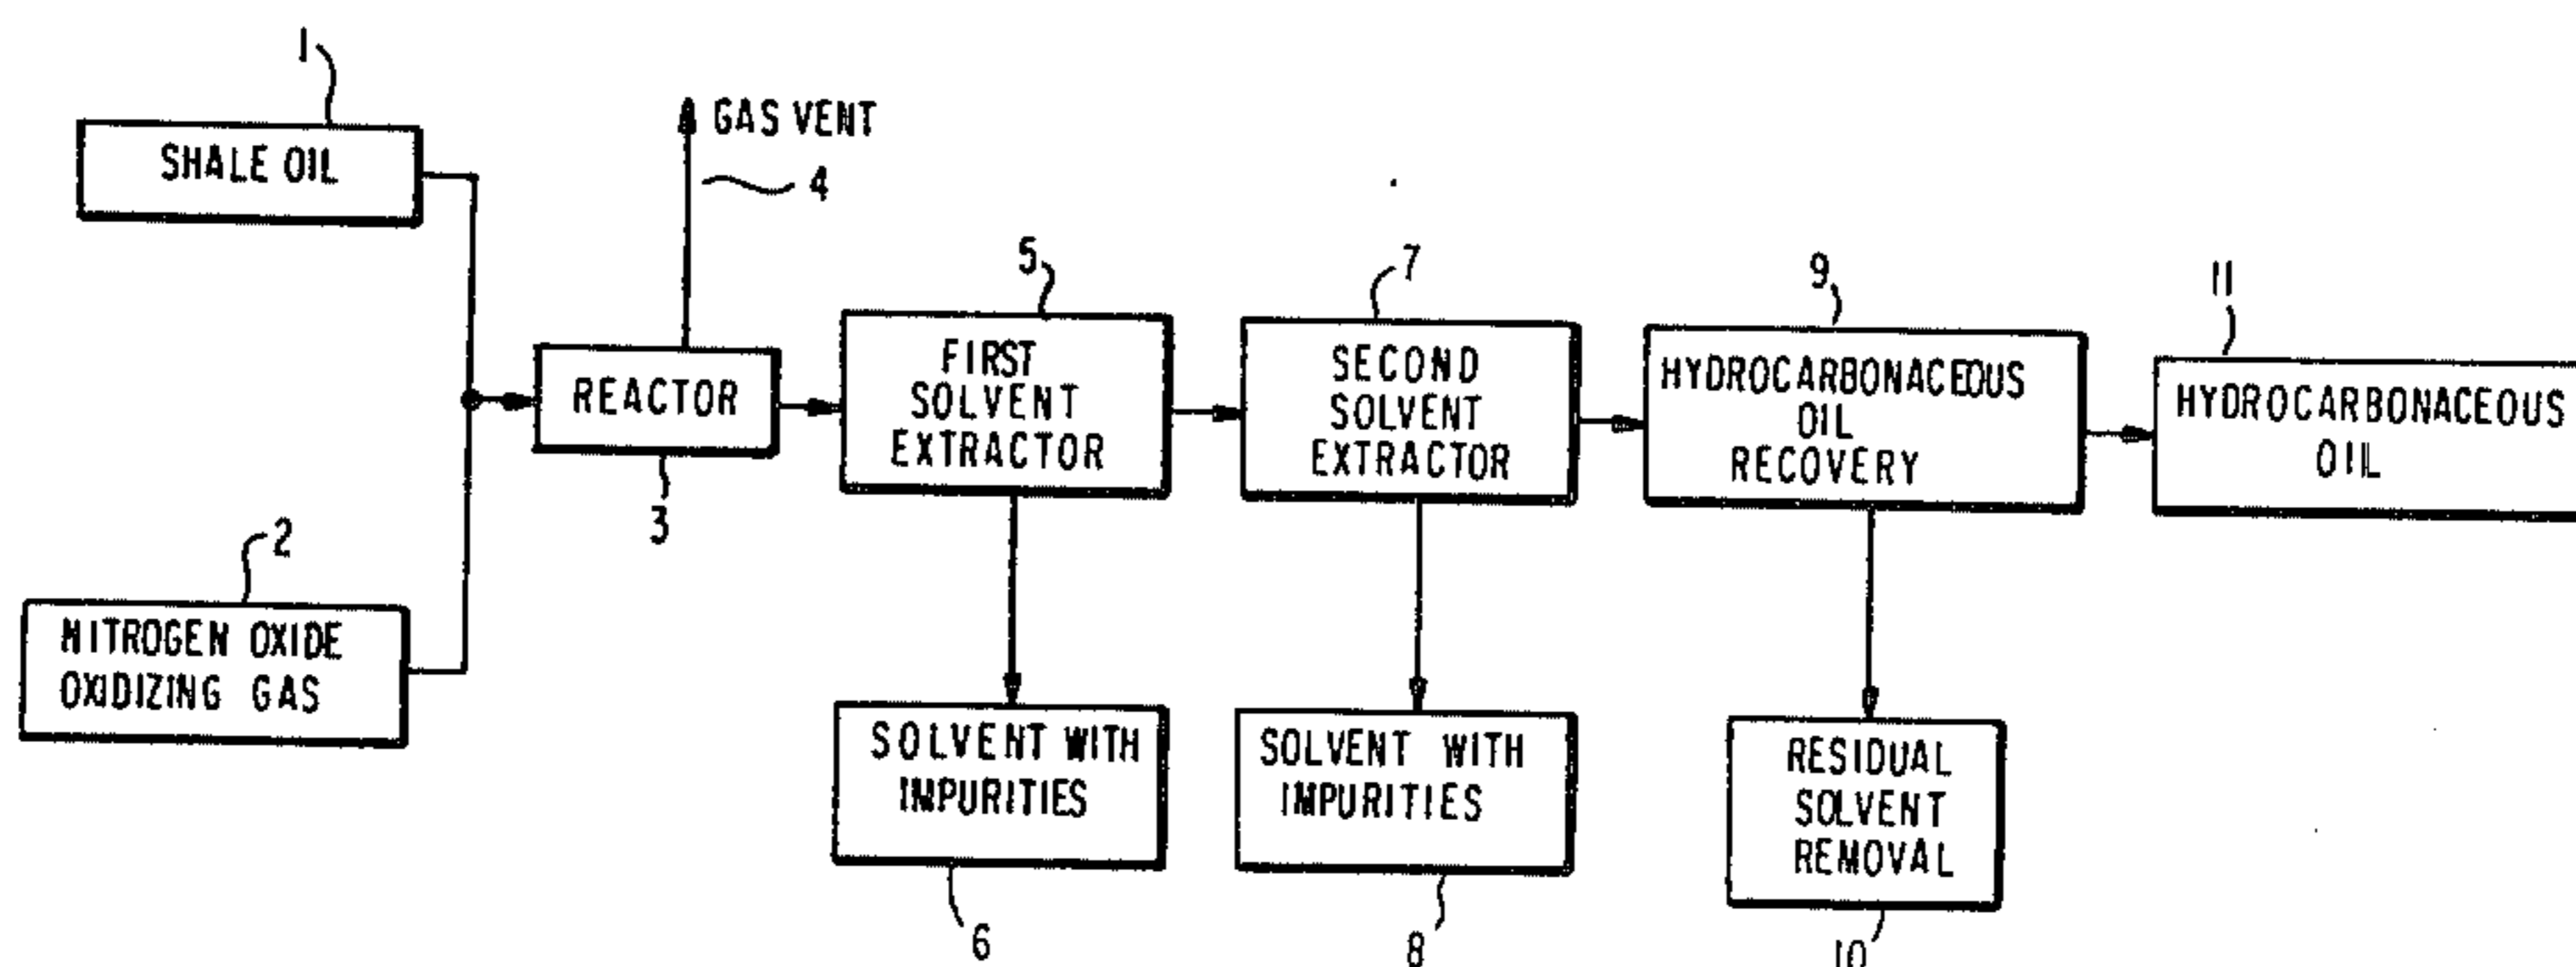 1
SHALE OIL
GAS VENT
4
2
NITROGEN OXIDE
OXIDIZING GAS
REACTOR
3
5
FIRST
SOLVENT
EXTRACTOR
SOLVENT WITH
IMPURITIES
6
7
SECOND
SOLVENT
EXTRACTOR
SOLVENT WITH
IMPURITIES
8
9
HYDROCARBONACEOUS
OIL
RECOVERY
RESIDUAL
SOLVENT
REMOVAL
10
11
HYDROCARBONACEOUS
OIL